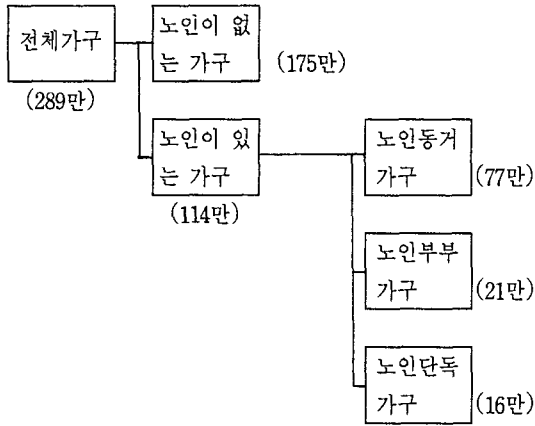 전체가구
(289만)
노인이 없
는 가구
(175만)
노인이 있
는 가구
(114만)
노인동거
가구
(77만)
노인부부
가구
(21만)
노인단독
가구
(16만)